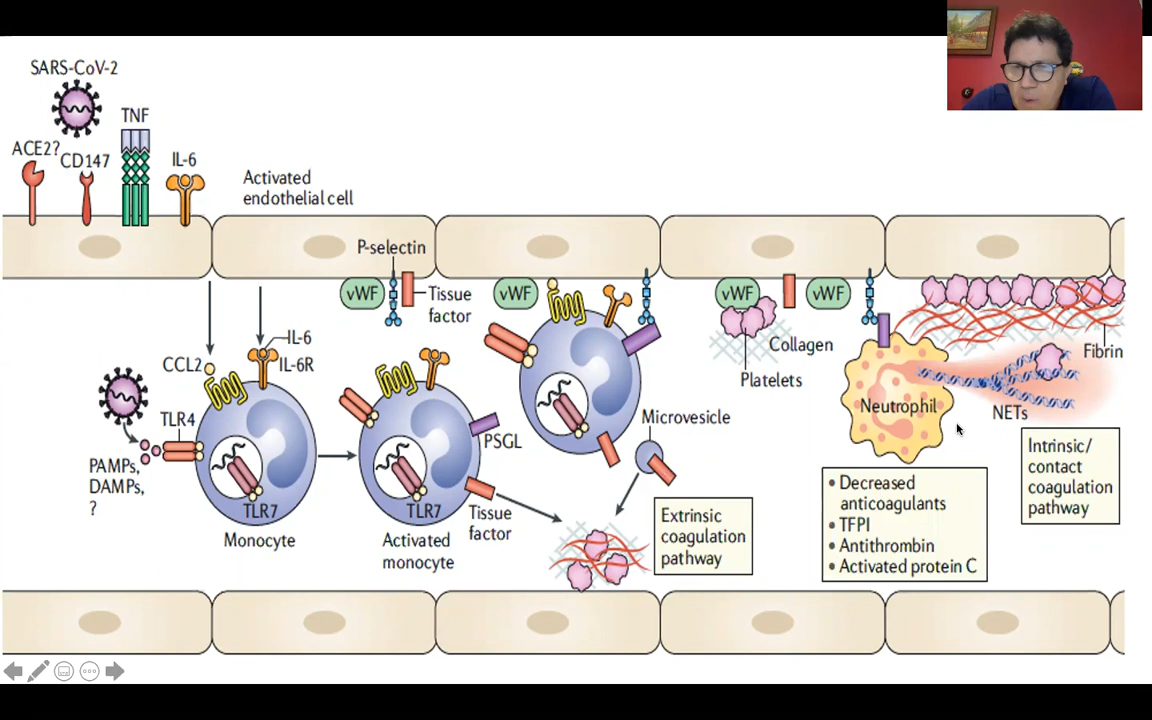 SARS-CoV-2
TNF
ACE2?
CD147
IL-6
Activated
endothelial cell
P-selectin
vWF
Tissue
factor
vWF
vWF
vWF
Collagen
Platelets
Fibrin
CCL2
IL-6
IL-6R
TLR4
PAMPs,
DAMPs,
?
TLR7
Monocyte
PSGL
TLR7
Activated
monocyte
Tissue
factor
Microvesicle
Extrinsic
coagulation
pathway
Neutrophil
NETs
• Decreased
anticoagulants
• TFPI
• Antithrombin
• Activated protein C
Intrinsic/
contact
coagulation
pathway